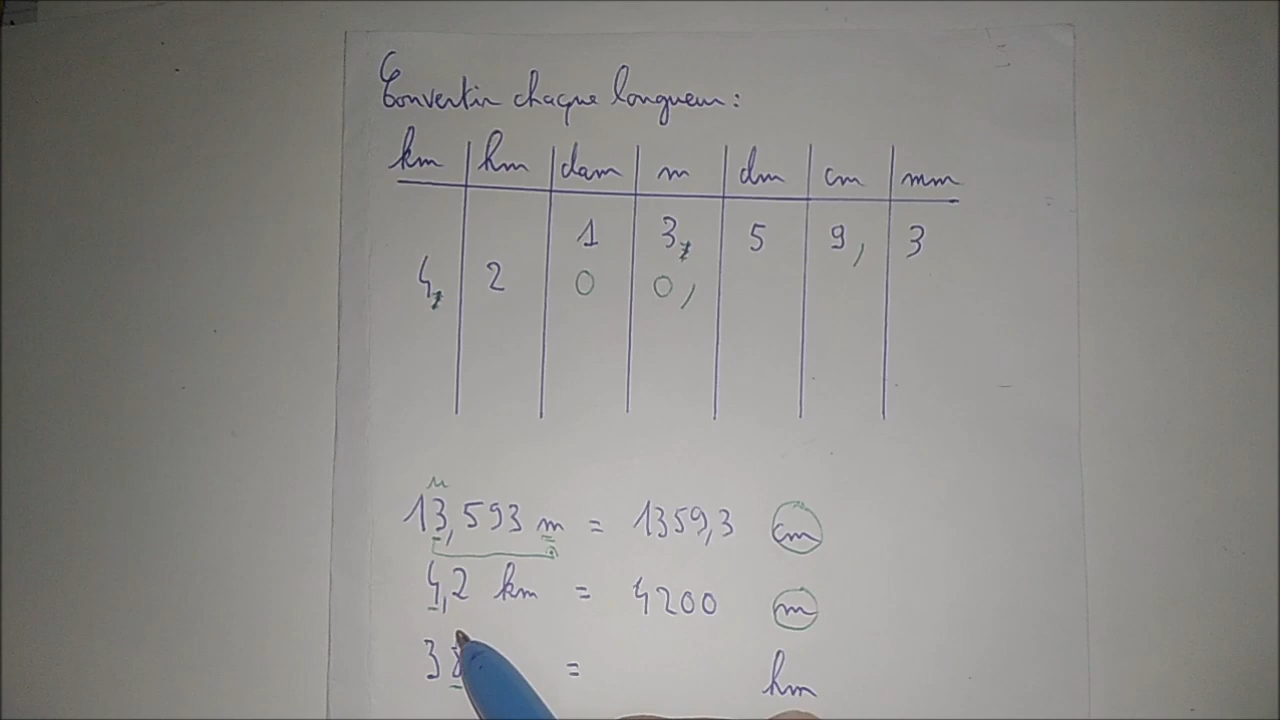 Convertir chaque longueur :
km hm dam m dm cm mm
1 3, 5 9, 3
4, 2 0 0,
u
13,593 m = 1359,3 cm
4,2 km = 4200 m
3 = hm